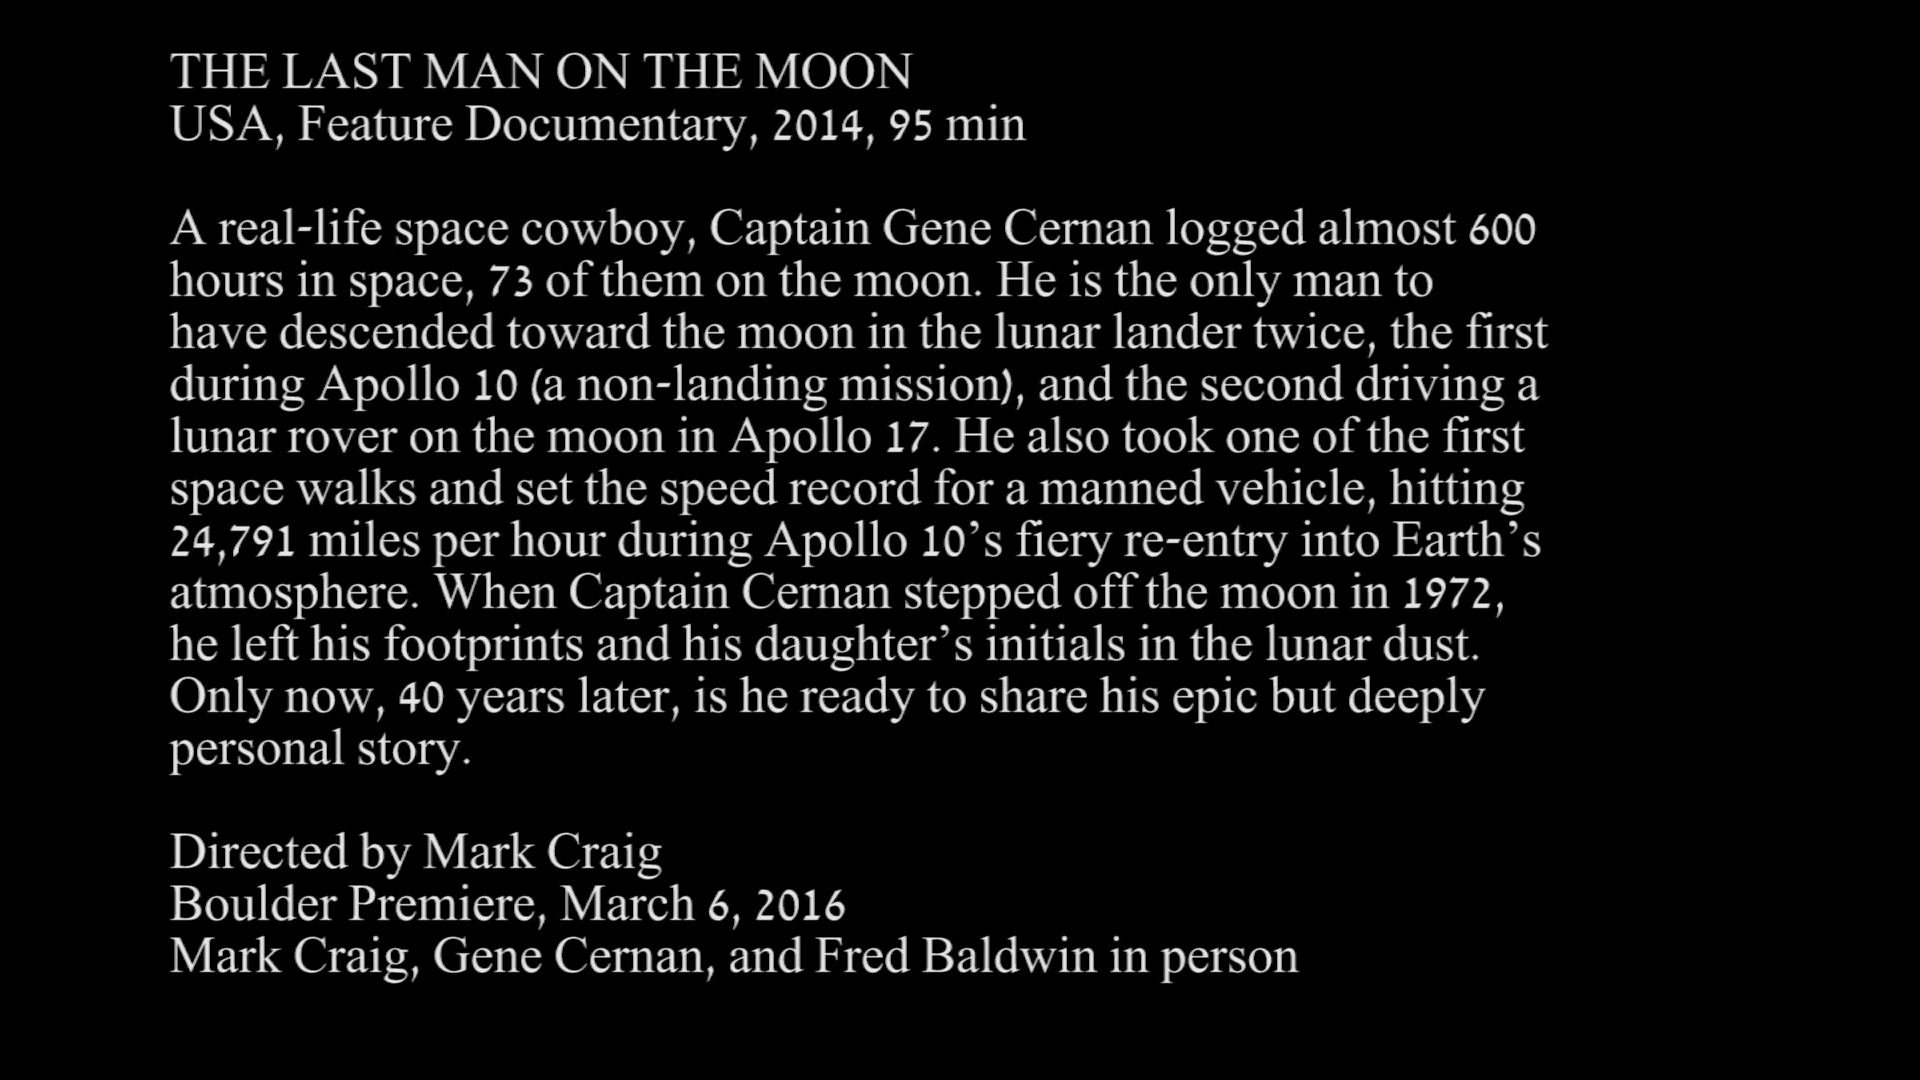 THE LAST MAN ON THE MOON
USA, Feature Documentary, 2014, 95 min
A real-life space cowboy, Captain Gene Cernan logged almost 600
hours in space, 73 of them on the moon. He is the only man to
have descended toward the moon in the lunar lander twice, the first
during Apollo 10 (a non-landing mission), and the second driving a
lunar rover on the moon in Apollo 17. He also took one of the first
space walks and set the speed record for a manned vehicle, hitting
24,791 miles per hour during Apollo 10’s fiery re-entry into Earth’s
atmosphere. When Captain Cernan stepped off the moon in 1972,
he left his footprints and his daughter’s initials in the lunar dust.
Only now, 40 years later, is he ready to share his epic but deeply
personal story.
Directed by Mark Craig
Boulder Premiere, March 6, 2016
Mark Craig, Gene Cernan, and Fred Baldwin in person